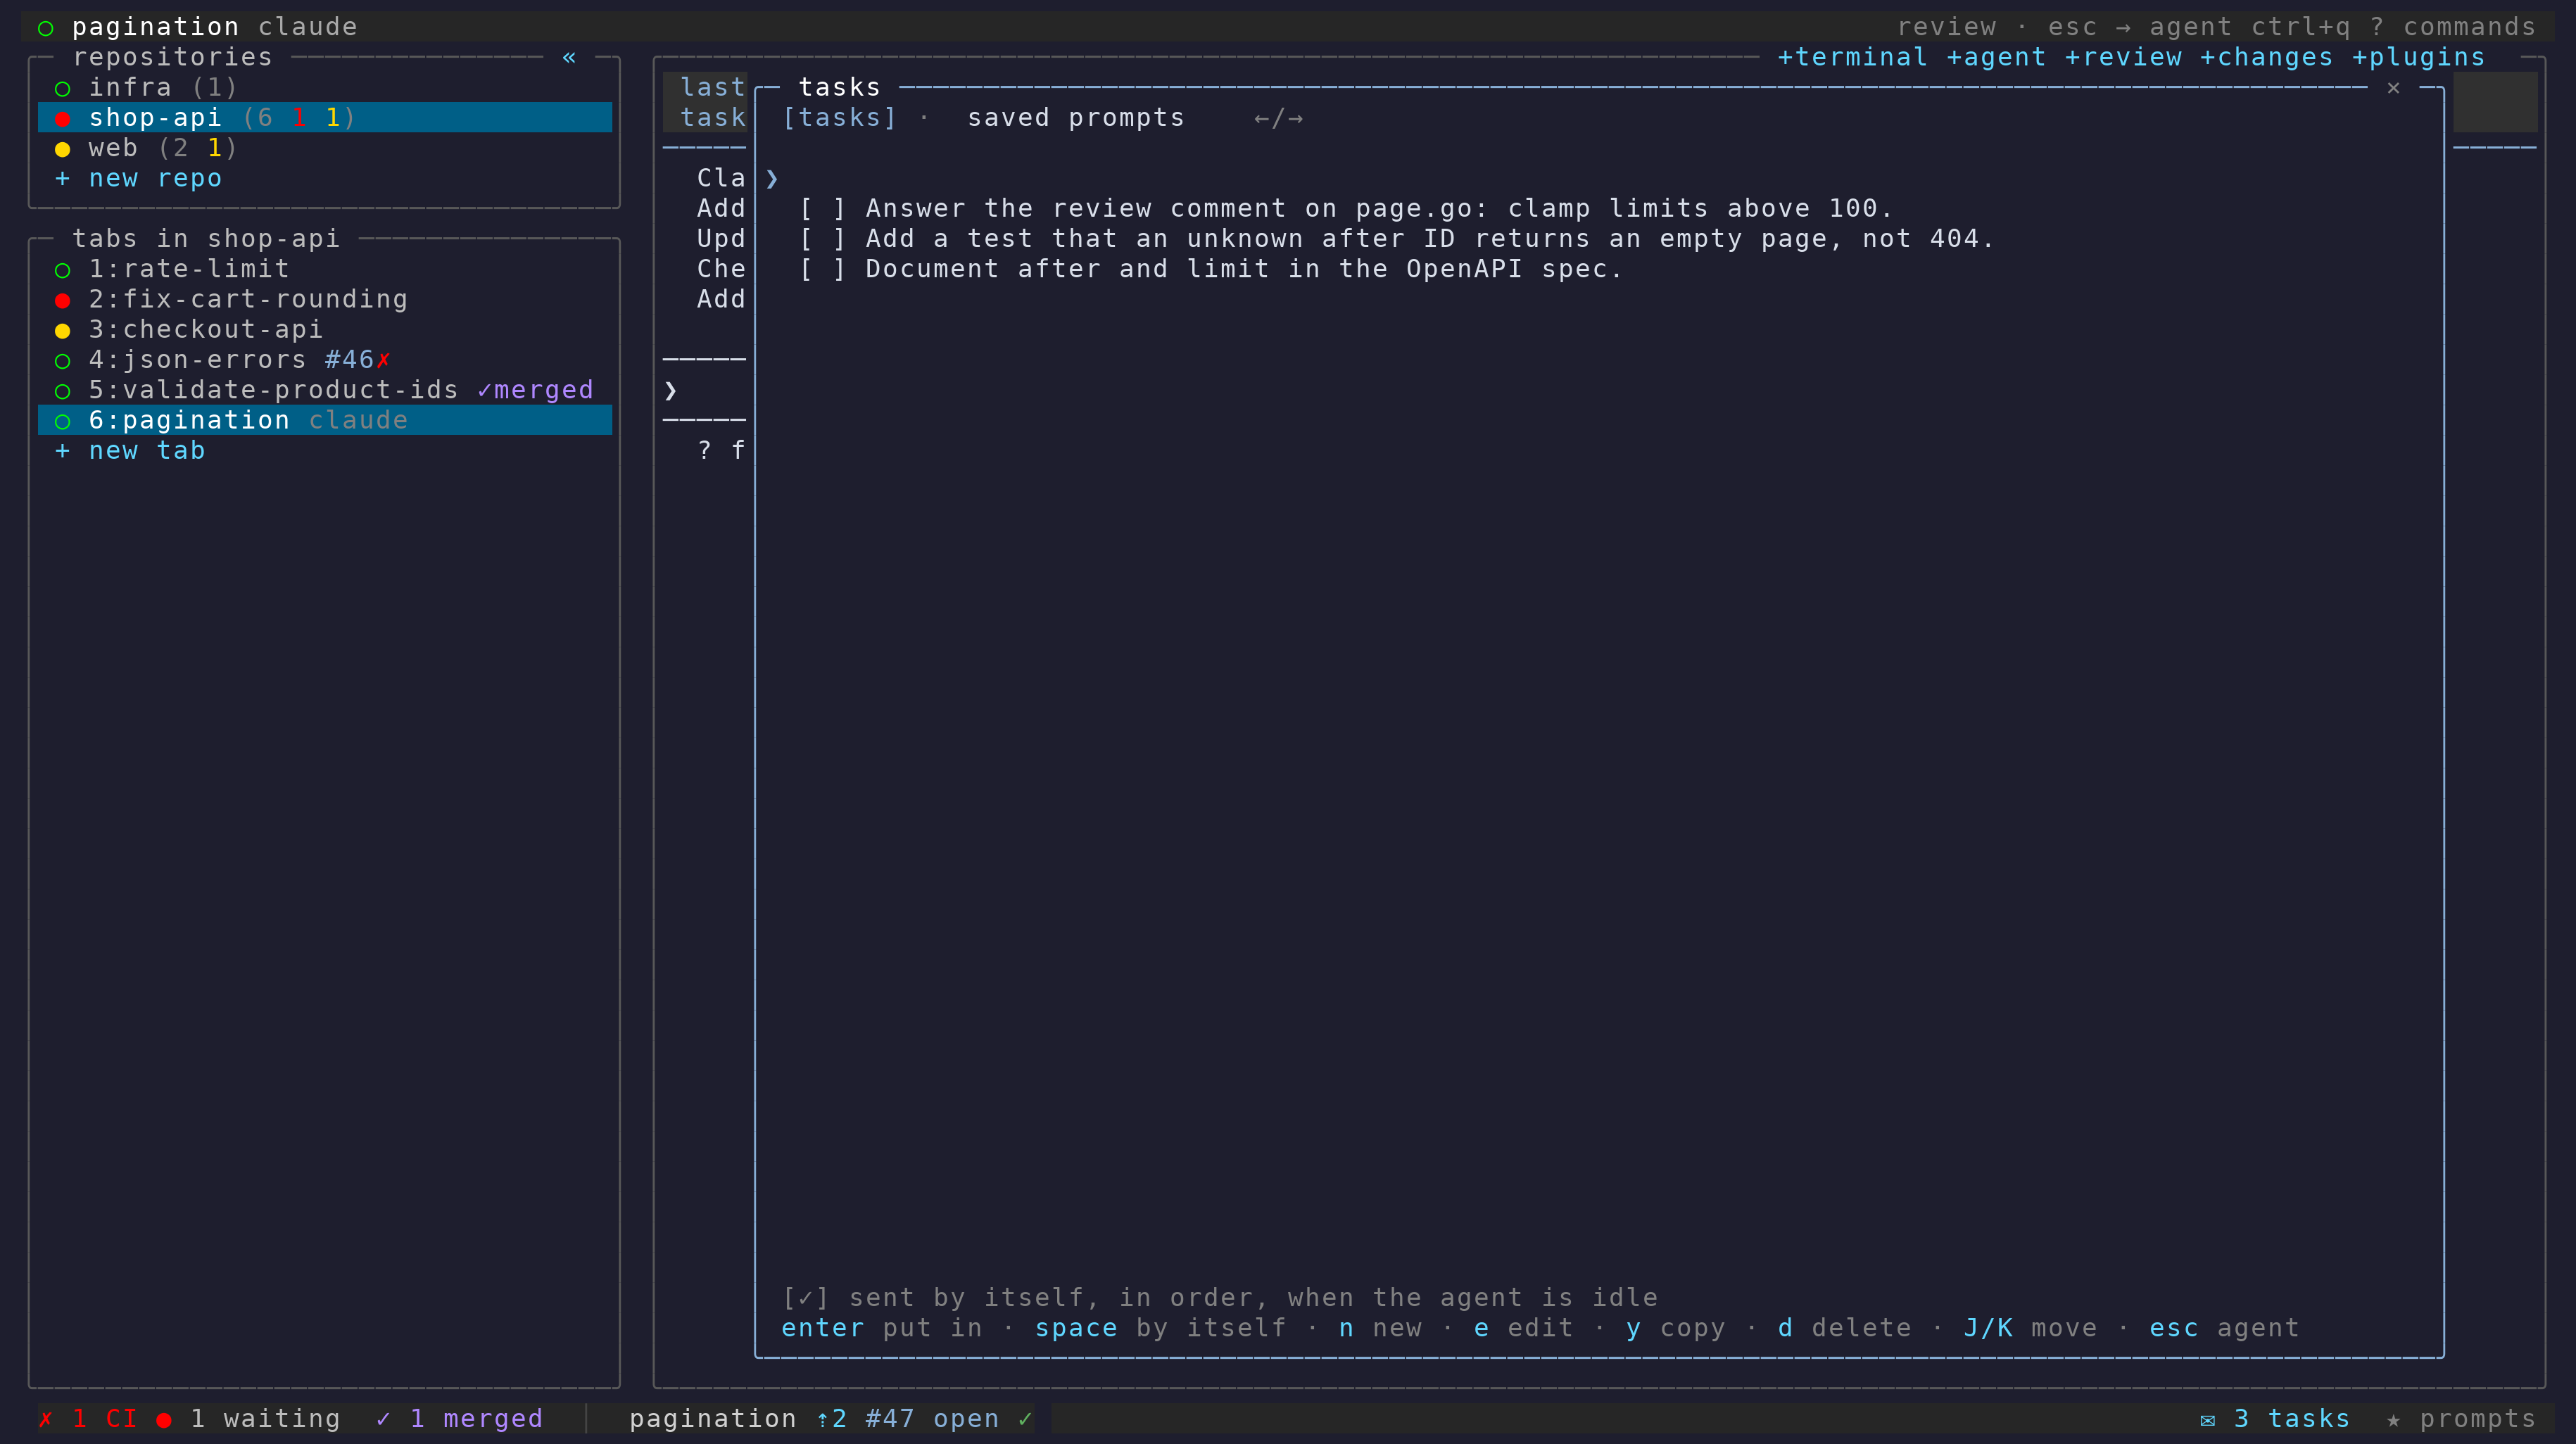 ○ pagination claude review · esc → agent ctrl+q ? commands
repositories «
○ infra (1)
● shop-api (6 1 1)
● web (2 1)
+ new repo
tabs in shop-api
○ 1:rate-limit
● 2:fix-cart-rounding
● 3:checkout-api
○ 4:json-errors #46✗
○ 5:validate-product-ids ✓merged
○ 6:pagination claude
+ new tab
+terminal +agent +review +changes +plugins
last
task
Cla
Add
Upd
Che
Add
❯
? f
tasks ×
[tasks] · saved prompts ←/→
❯
[ ] Answer the review comment on page.go: clamp limits above 100.
[ ] Add a test that an unknown after ID returns an empty page, not 404.
[ ] Document after and limit in the OpenAPI spec.
[✓] sent by itself, in order, when the agent is idle
enter put in · space by itself · n new · e edit · y copy · d delete · J/K move · esc agent
✗ 1 CI ● 1 waiting ✓ 1 merged │ pagination ↑2 #47 open ✓ ✉ 3 tasks ★ prompts